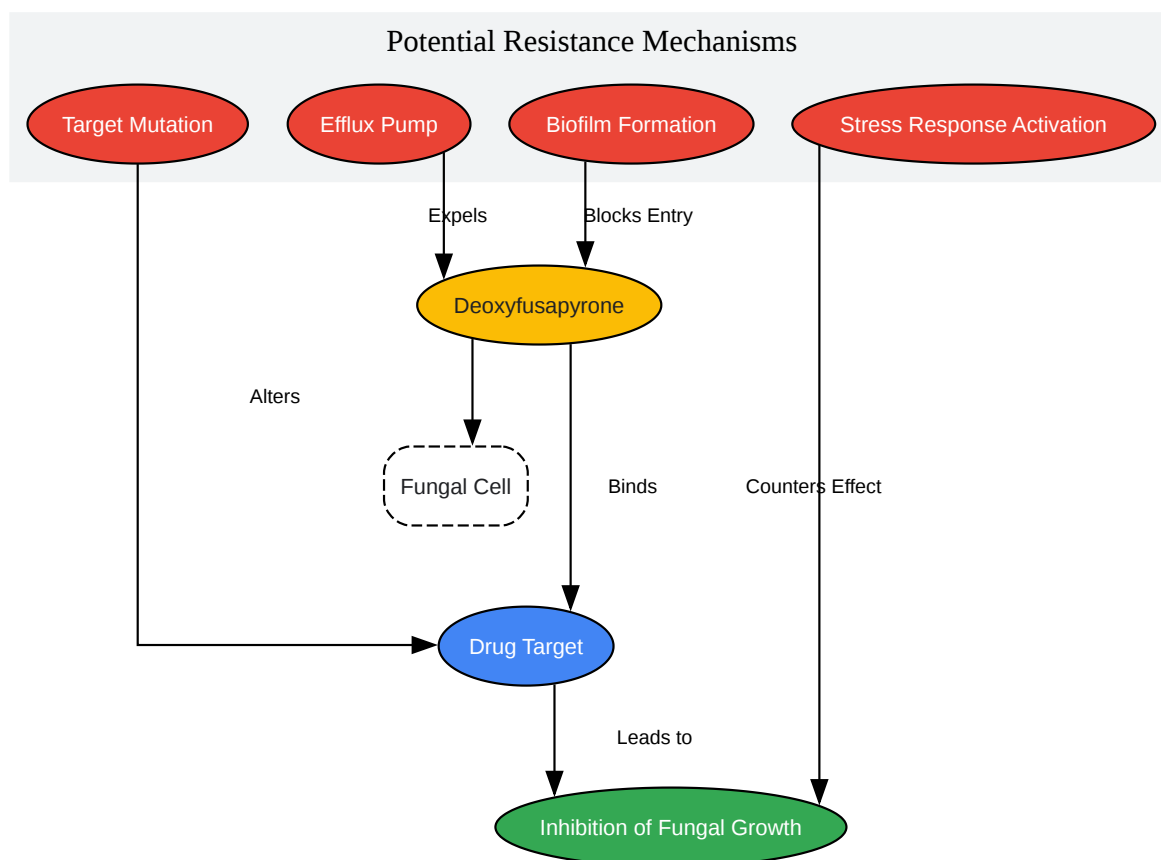 Potential Resistance Mechanisms
Target Mutation
Efflux Pump
Biofilm Formation
Stress Response Activation
Expels
Blocks Entry
Deoxyfusapyrone
Alters
Fungal Cell
Binds
Counters Effect
Drug Target
Leads to
Inhibition of Fungal Growth